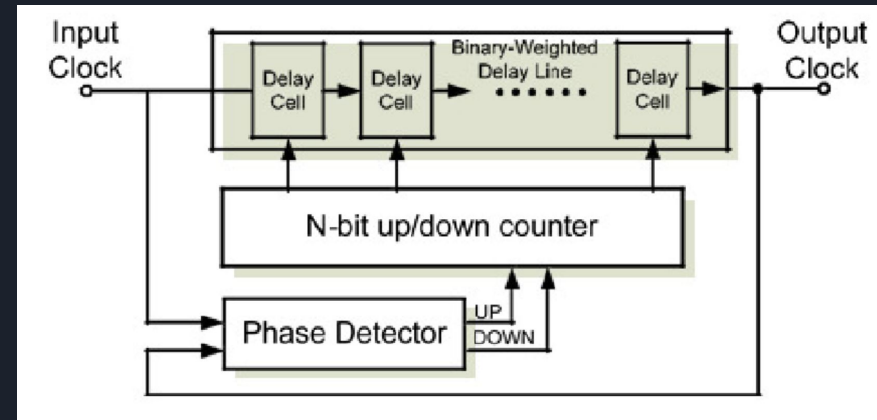 Input
Clock
Output
Clock
Binary-Weighted
Delay Line
Delay
Cell
Delay
Cell
Delay
Cell
N-bit up/down counter
Phase Detector
UP
DOWN